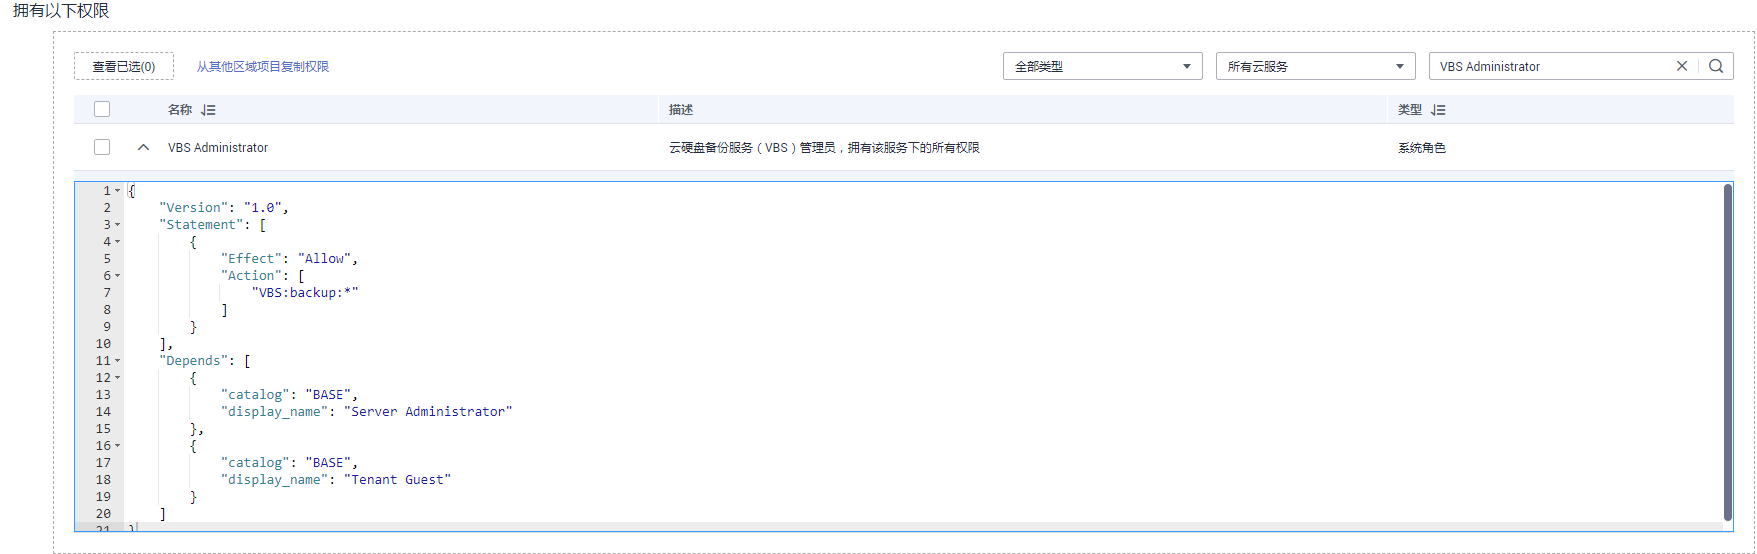 拥有以下权限
查看已选(0) 从其他区域项目复制权限 全部类型 所有云服务 VBS Administrator
名称 描述 类型
VBS Administrator 云硬盘备份服务（VBS）管理员，拥有该服务下的所有权限 系统角色
1 {
2 "Version": "1.0",
3 "Statement": [
4 {
5 "Effect": "Allow",
6 "Action": [
7 "VBS:backup:*"
8 ]
9 }
10 ],
11 "Depends": [
12 {
13 "catalog": "BASE",
14 "display_name": "Server Administrator"
15 },
16 {
17 "catalog": "BASE",
18 "display_name": "Tenant Guest"
19 }
20 ]
21 }